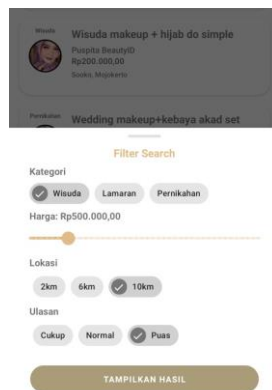 Wisuda
Wisuda makeup + hijab do simple
Puspita BeautyID
Rp200.000,00
Sooko, Mojokerto
Pernikahan
Wedding makeup+kebaya akad set
Filter Search
Kategori
Wisuda Lamaran Pernikahan
Harga: Rp500.000,00
Lokasi
2km 6km 10km
Ulasan
Cukup Normal Puas
TAMPILKAN HASIL